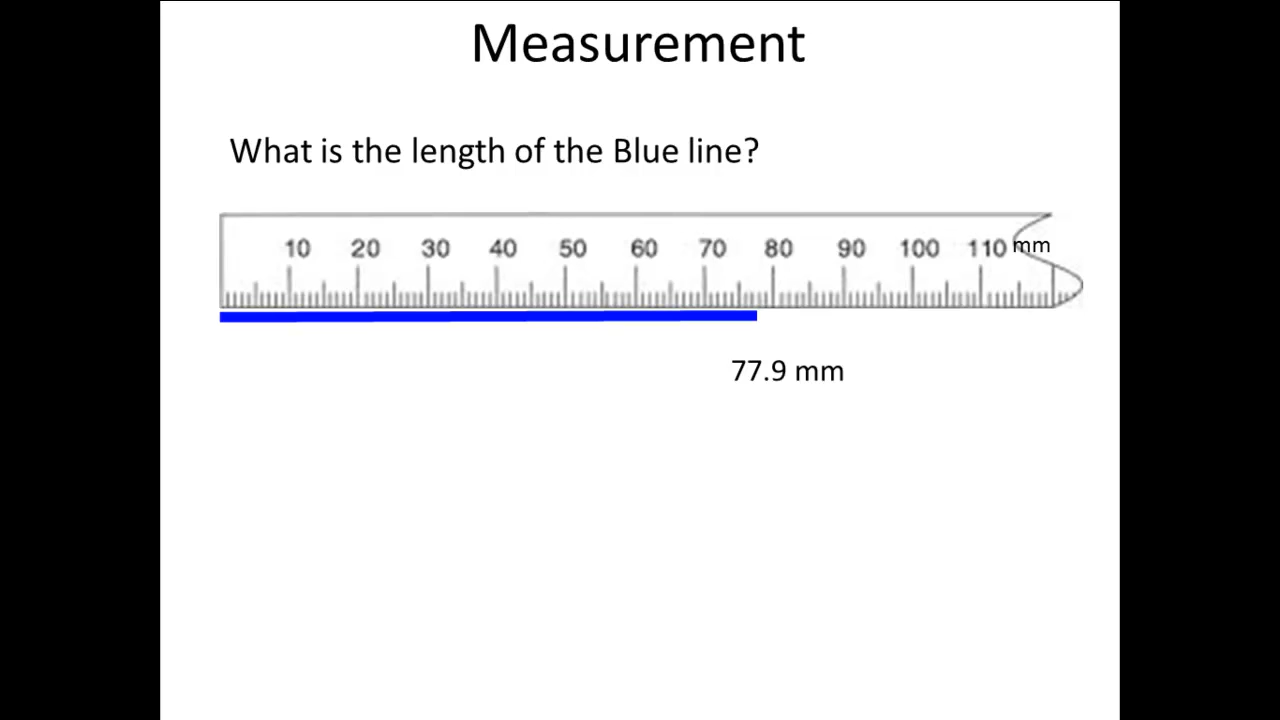 Measurement
What is the length of the Blue line?
10 20 30 40 50 60 70 80 90 100 110 mm
77.9 mm